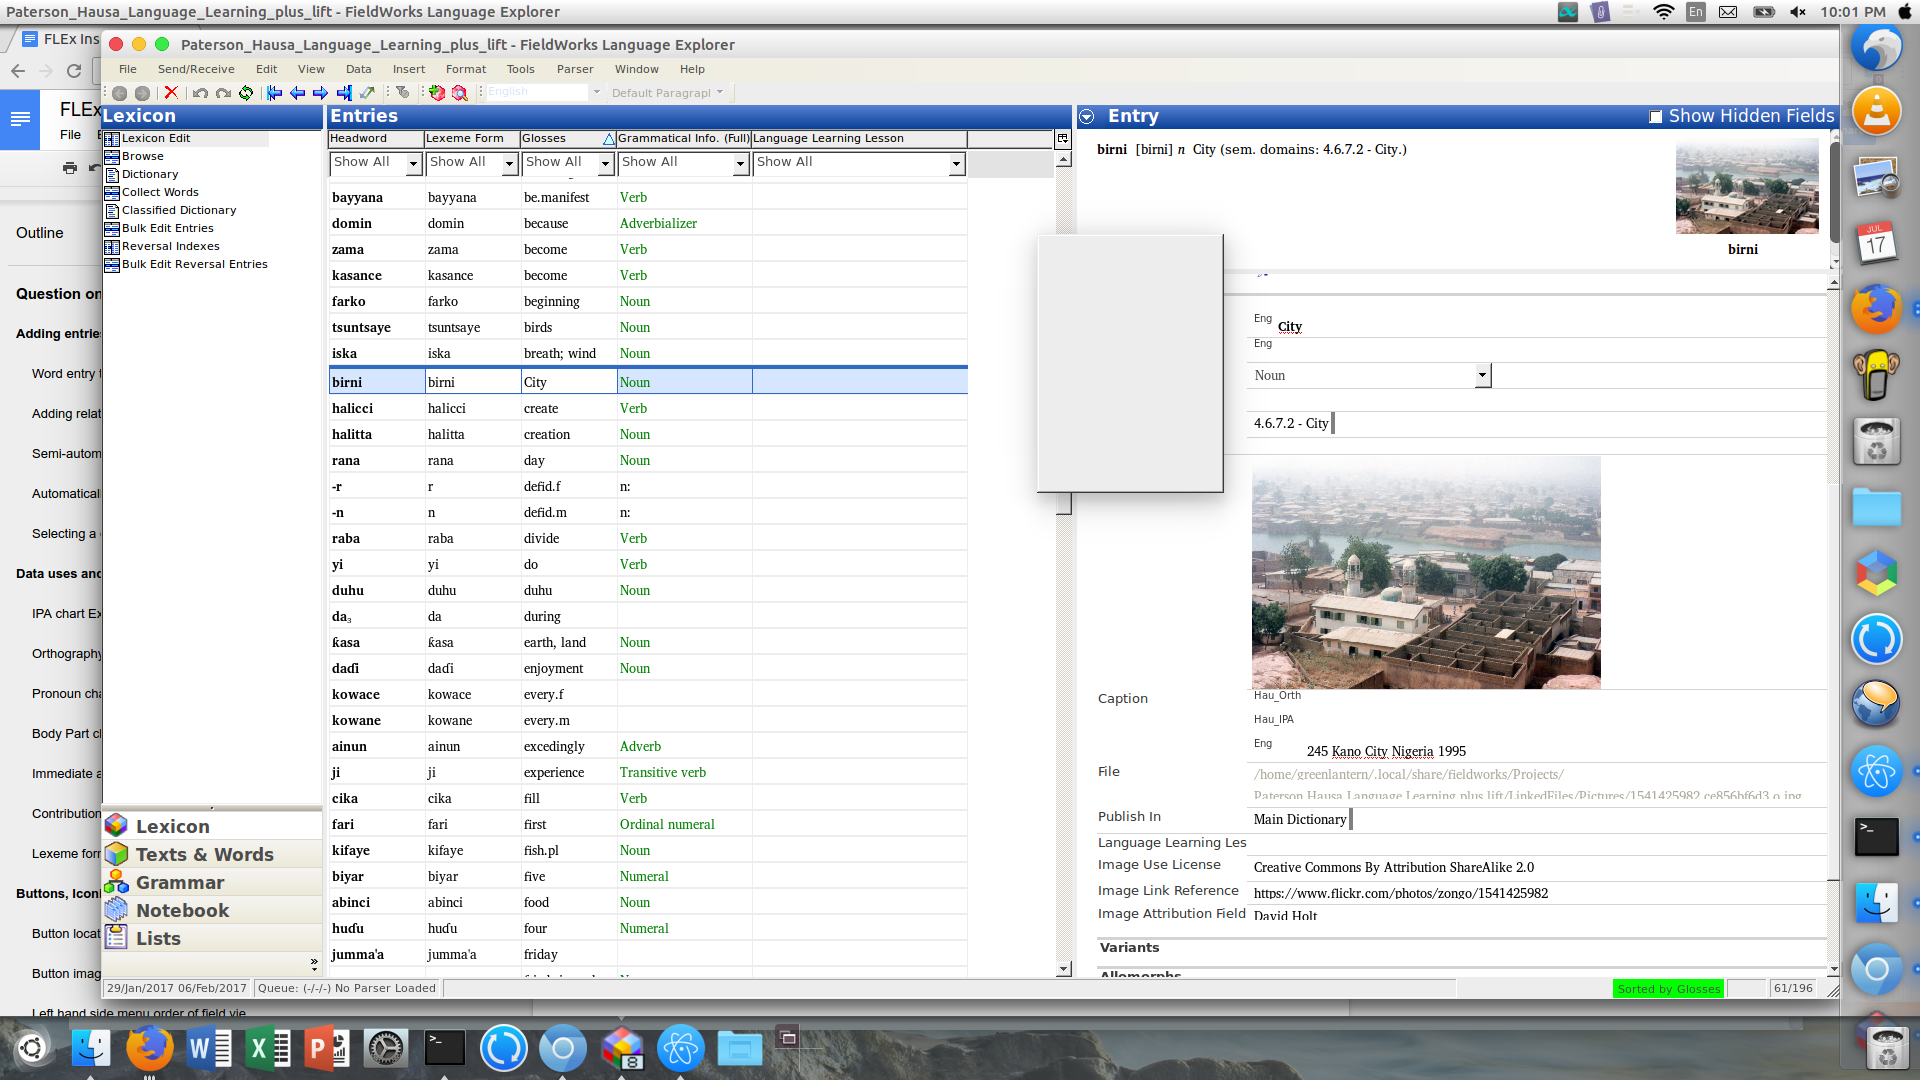 Paterson_Hausa_Language_Learning_plus_lift - FieldWorks Language Explorer
En
10:01 PM
FLEx Ins
Paterson_Hausa_Language_Learning_plus_lift - FieldWorks Language Explorer
File Send/Receive Edit View Data Insert Format Tools Parser Window Help
English
Default Paragraph
FLEx
File
Outline
Question on
Adding entries
Word entry
Adding relat
Semi-autom
Automatical
Selecting a
Data uses and
IPA chart Ex
Orthography
Pronoun cha
Body Part c
Immediate a
Contribution
Lexeme form
Buttons, Icon
Button locat
Button imag
Left hand side menu order of field vie
Lexicon
Lexicon Edit
Browse
Dictionary
Collect Words
Classified Dictionary
Bulk Edit Entries
Reversal Indexes
Bulk Edit Reversal Entries
Lexicon
Texts & Words
Grammar
Notebook
Lists
Entries
Headword Lexeme Form Glosses Grammatical Info. (Full) Language Learning Lesson
Show All Show All Show All Show All Show All
bayyana bayyana be.manifest Verb
domin domin because Adverbializer
zama zama become Verb
kasance kasance become Verb
farko farko beginning Noun
tsuntsaye tsuntsaye birds Noun
iska iska breath; wind Noun
birni birni City Noun
halicci halicci create Verb
halitta halitta creation Noun
rana rana day Noun
-r r defid.f n:
-n n defid.m n:
raba raba divide Verb
yi yi do Verb
duhu duhu duhu Noun
da₃ da during
ƙasa ƙasa earth, land Noun
daɗi daɗi enjoyment Noun
kowace kowace every.f
kowane kowane every.m
ainun ainun excedingly Adverb
ji ji experience Transitive verb
cika cika fill Verb
fari fari first Ordinal numeral
kifaye kifaye fish.pl Noun
biyar biyar five Numeral
abinci abinci food Noun
huɗu huɗu four Numeral
jumma'a jumma'a friday
Entry
Show Hidden Fields
birni [birni] n City (sem. domains: 4.6.7.2 - City.)
birni
Eng City
Eng
Noun
4.6.7.2 - City
Caption
Hau_Orth
Hau_IPA
Eng 245 Kano City Nigeria 1995
File /home/greenlantern/.local/share/fieldworks/Projects/
Paterson_Hausa_Language_Learning_plus_lift/LinkedFiles/Pictures/1541425982_ce856bf6d3_o.jpg
Publish In Main Dictionary
Language Learning Les
Image Use License Creative Commons By Attribution ShareAlike 2.0
Image Link Reference https://www.flickr.com/photos/zongo/1541425982
Image Attribution Field David Holt
Variants
Allomorphs
29/Jan/2017 06/Feb/2017 Queue: (-/-/-) No Parser Loaded
Sorted by Glosses
61/196
JUL
17
8